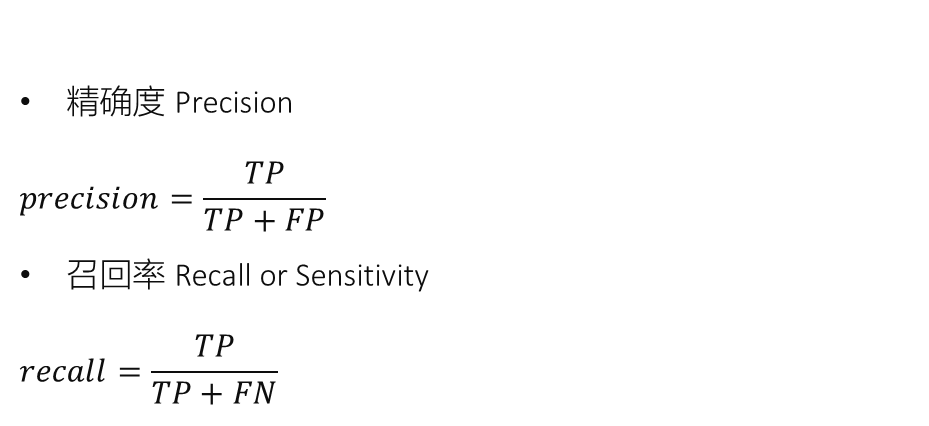 • 精确度 Precision
precision = TP / TP + FP
• 召回率 Recall or Sensitivity
recall = TP / TP + FN